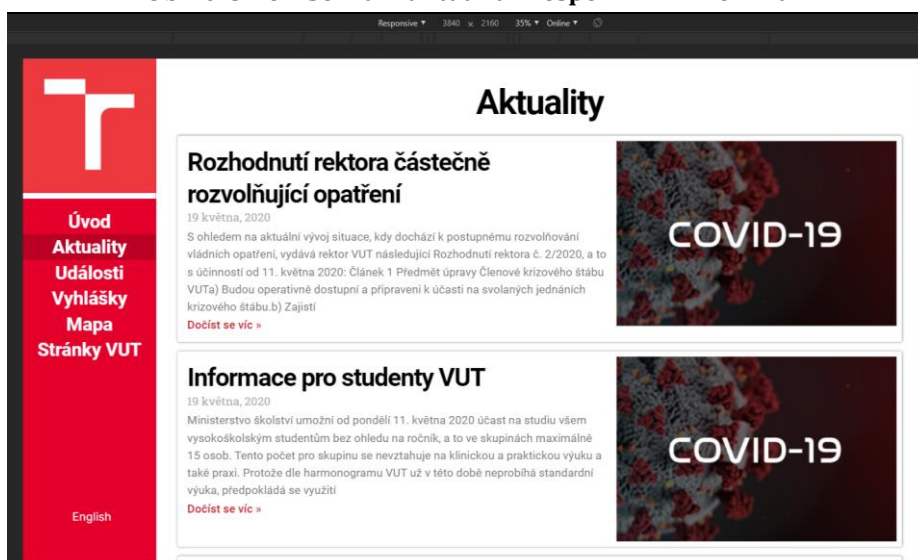 Responsive ▼ 3840 × 2160 35% ▼ Online ▼
Aktuality
Úvod
Aktuality
Události
Vyhlášky
Mapa
Stránky VUT
English
Rozhodnutí rektora částečně
rozvolňující opatření
19 května, 2020
S ohledem na aktuální vývoj situace, kdy dochází k postupnému rozvolňování
vládních opatření, vydává rektor VUT následující Rozhodnutí rektora č. 2/2020, a to
s účinností od 11. května 2020: Článek 1 Předmět úpravy Členové krizového štábu
VUTa) Budou operativně dostupní a připraveni k účasti na svolaných jednáních
krizového štábu.b) Zajistí
Dočíst se víc »
COVID-19
Informace pro studenty VUT
19 května, 2020
Ministerstvo školství umožní od pondělí 11. května 2020 účast na studiu všem
vysokoškolským studentům bez ohledu na ročník, a to ve skupinách maximálně
15 osob. Tento počet pro skupinu se nevztahuje na klinickou a praktickou výuku a
také praxi. Protože dle harmonogramu VUT už v této době neprobíhá standardní
výuka, předpokládá se využití
Dočíst se víc »
COVID-19